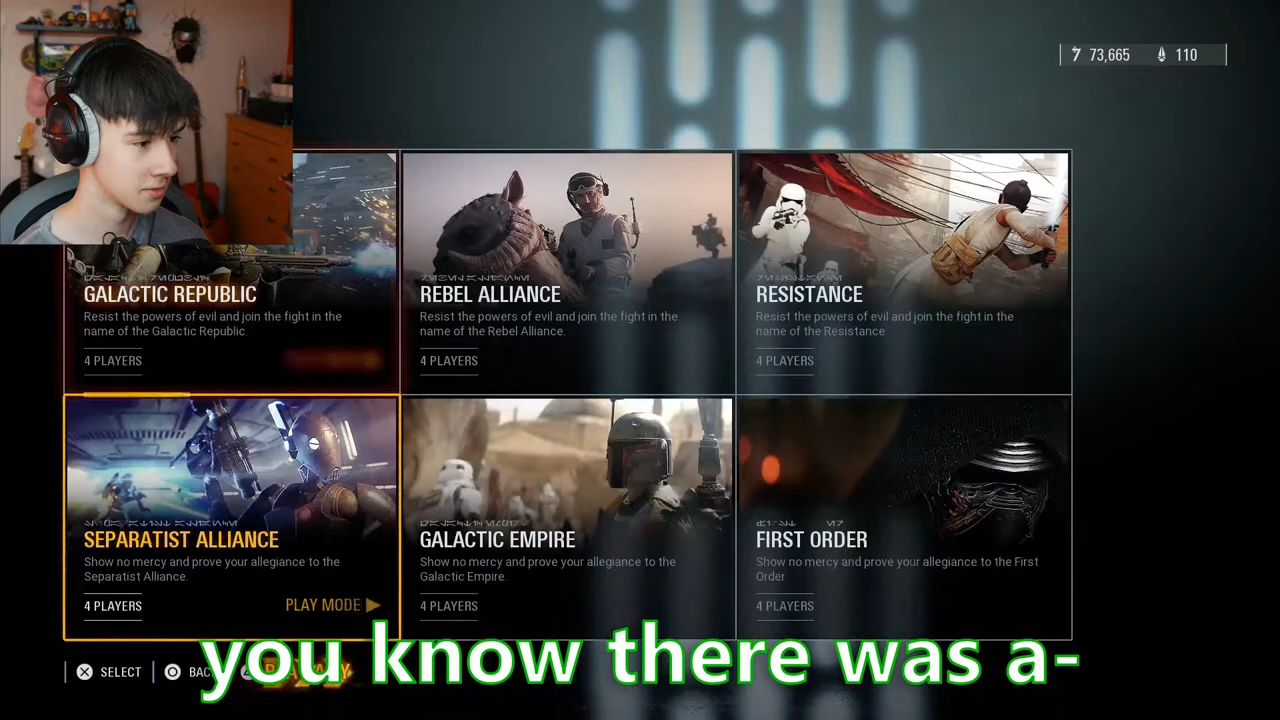 73,665 110
GALACTIC REPUBLIC
Resist the powers of evil and join the fight in the
name of the Galactic Republic.
4 PLAYERS
REBEL ALLIANCE
Resist the powers of evil and join the fight in the
name of the Rebel Alliance.
4 PLAYERS
RESISTANCE
Resist the powers of evil and join the fight in the
name of the Resistance
4 PLAYERS
SEPARATIST ALLIANCE
Show no mercy and prove your allegiance to the
Separatist Alliance.
4 PLAYERS PLAY MODE
GALACTIC EMPIRE
Show no mercy and prove your allegiance to the
Galactic Empire.
4 PLAYERS
FIRST ORDER
Show no mercy and prove your allegiance to the First
Order
4 PLAYERS
you know there was a-
SELECT